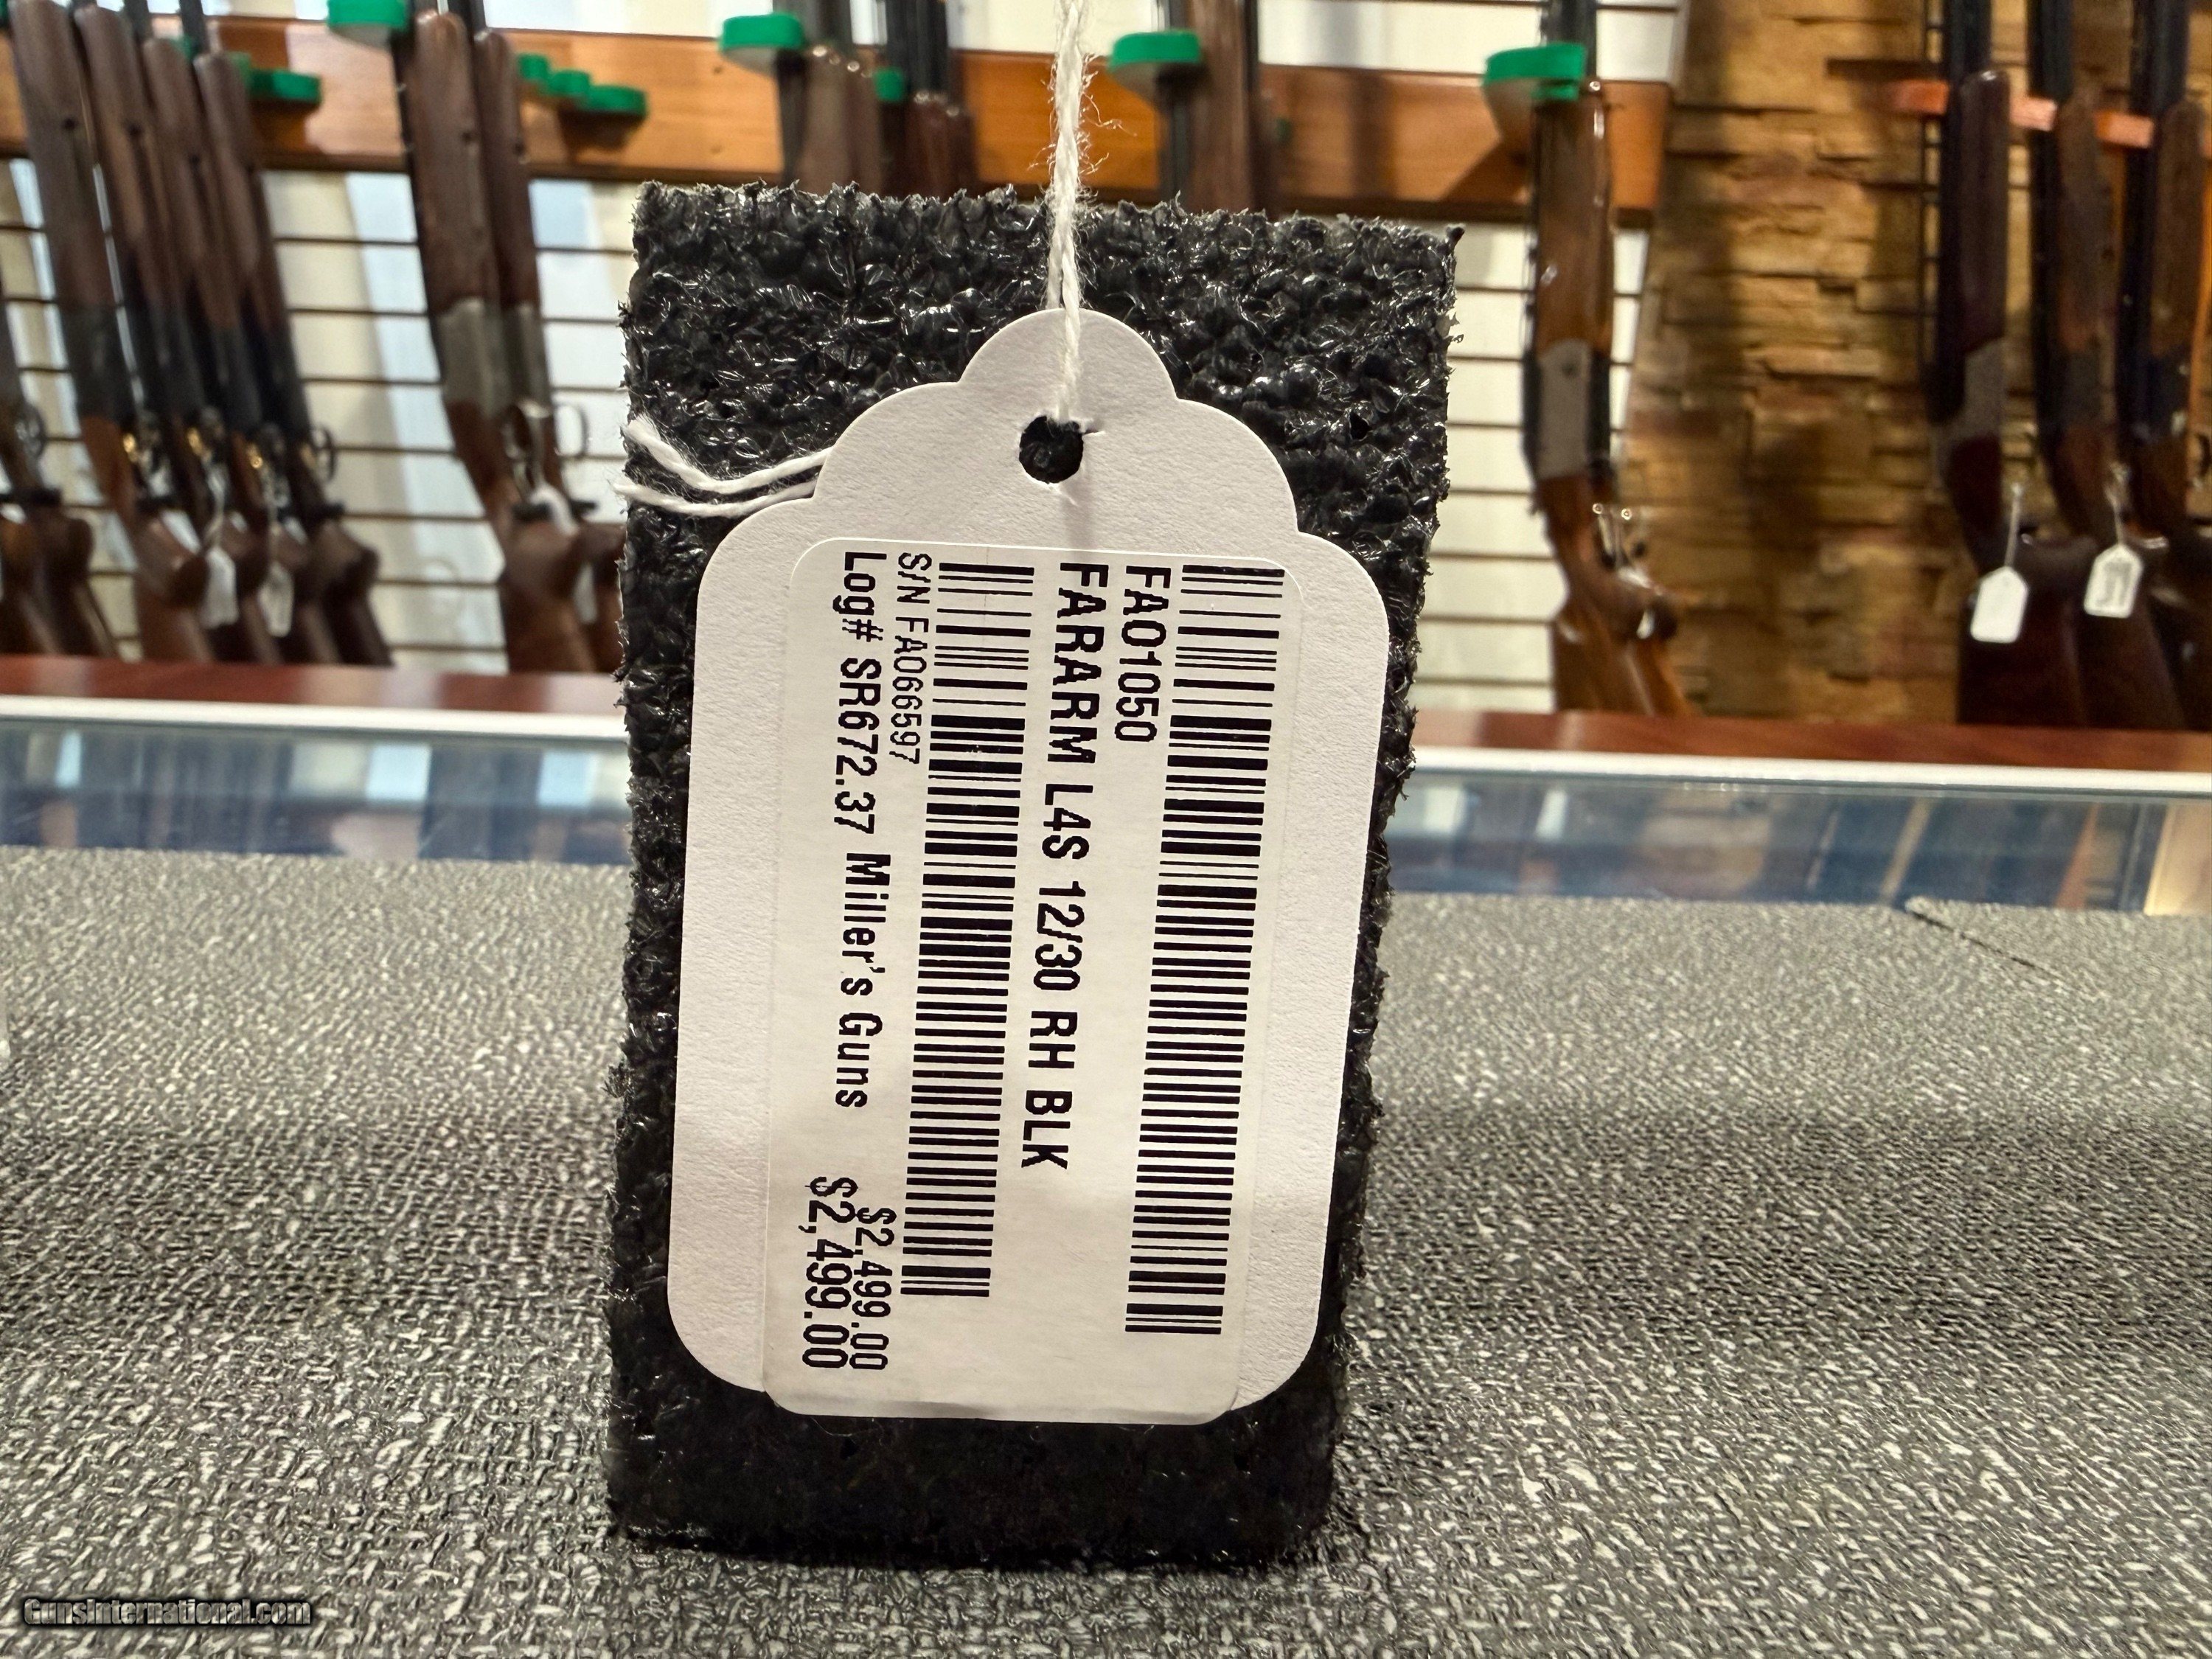 FA01050
FARARM L4S 12/30 RH BLK
S/N FA066597
$2,499.00
Log# SR672.37 Miller's Guns
$2,499.00
GunsInternational.com